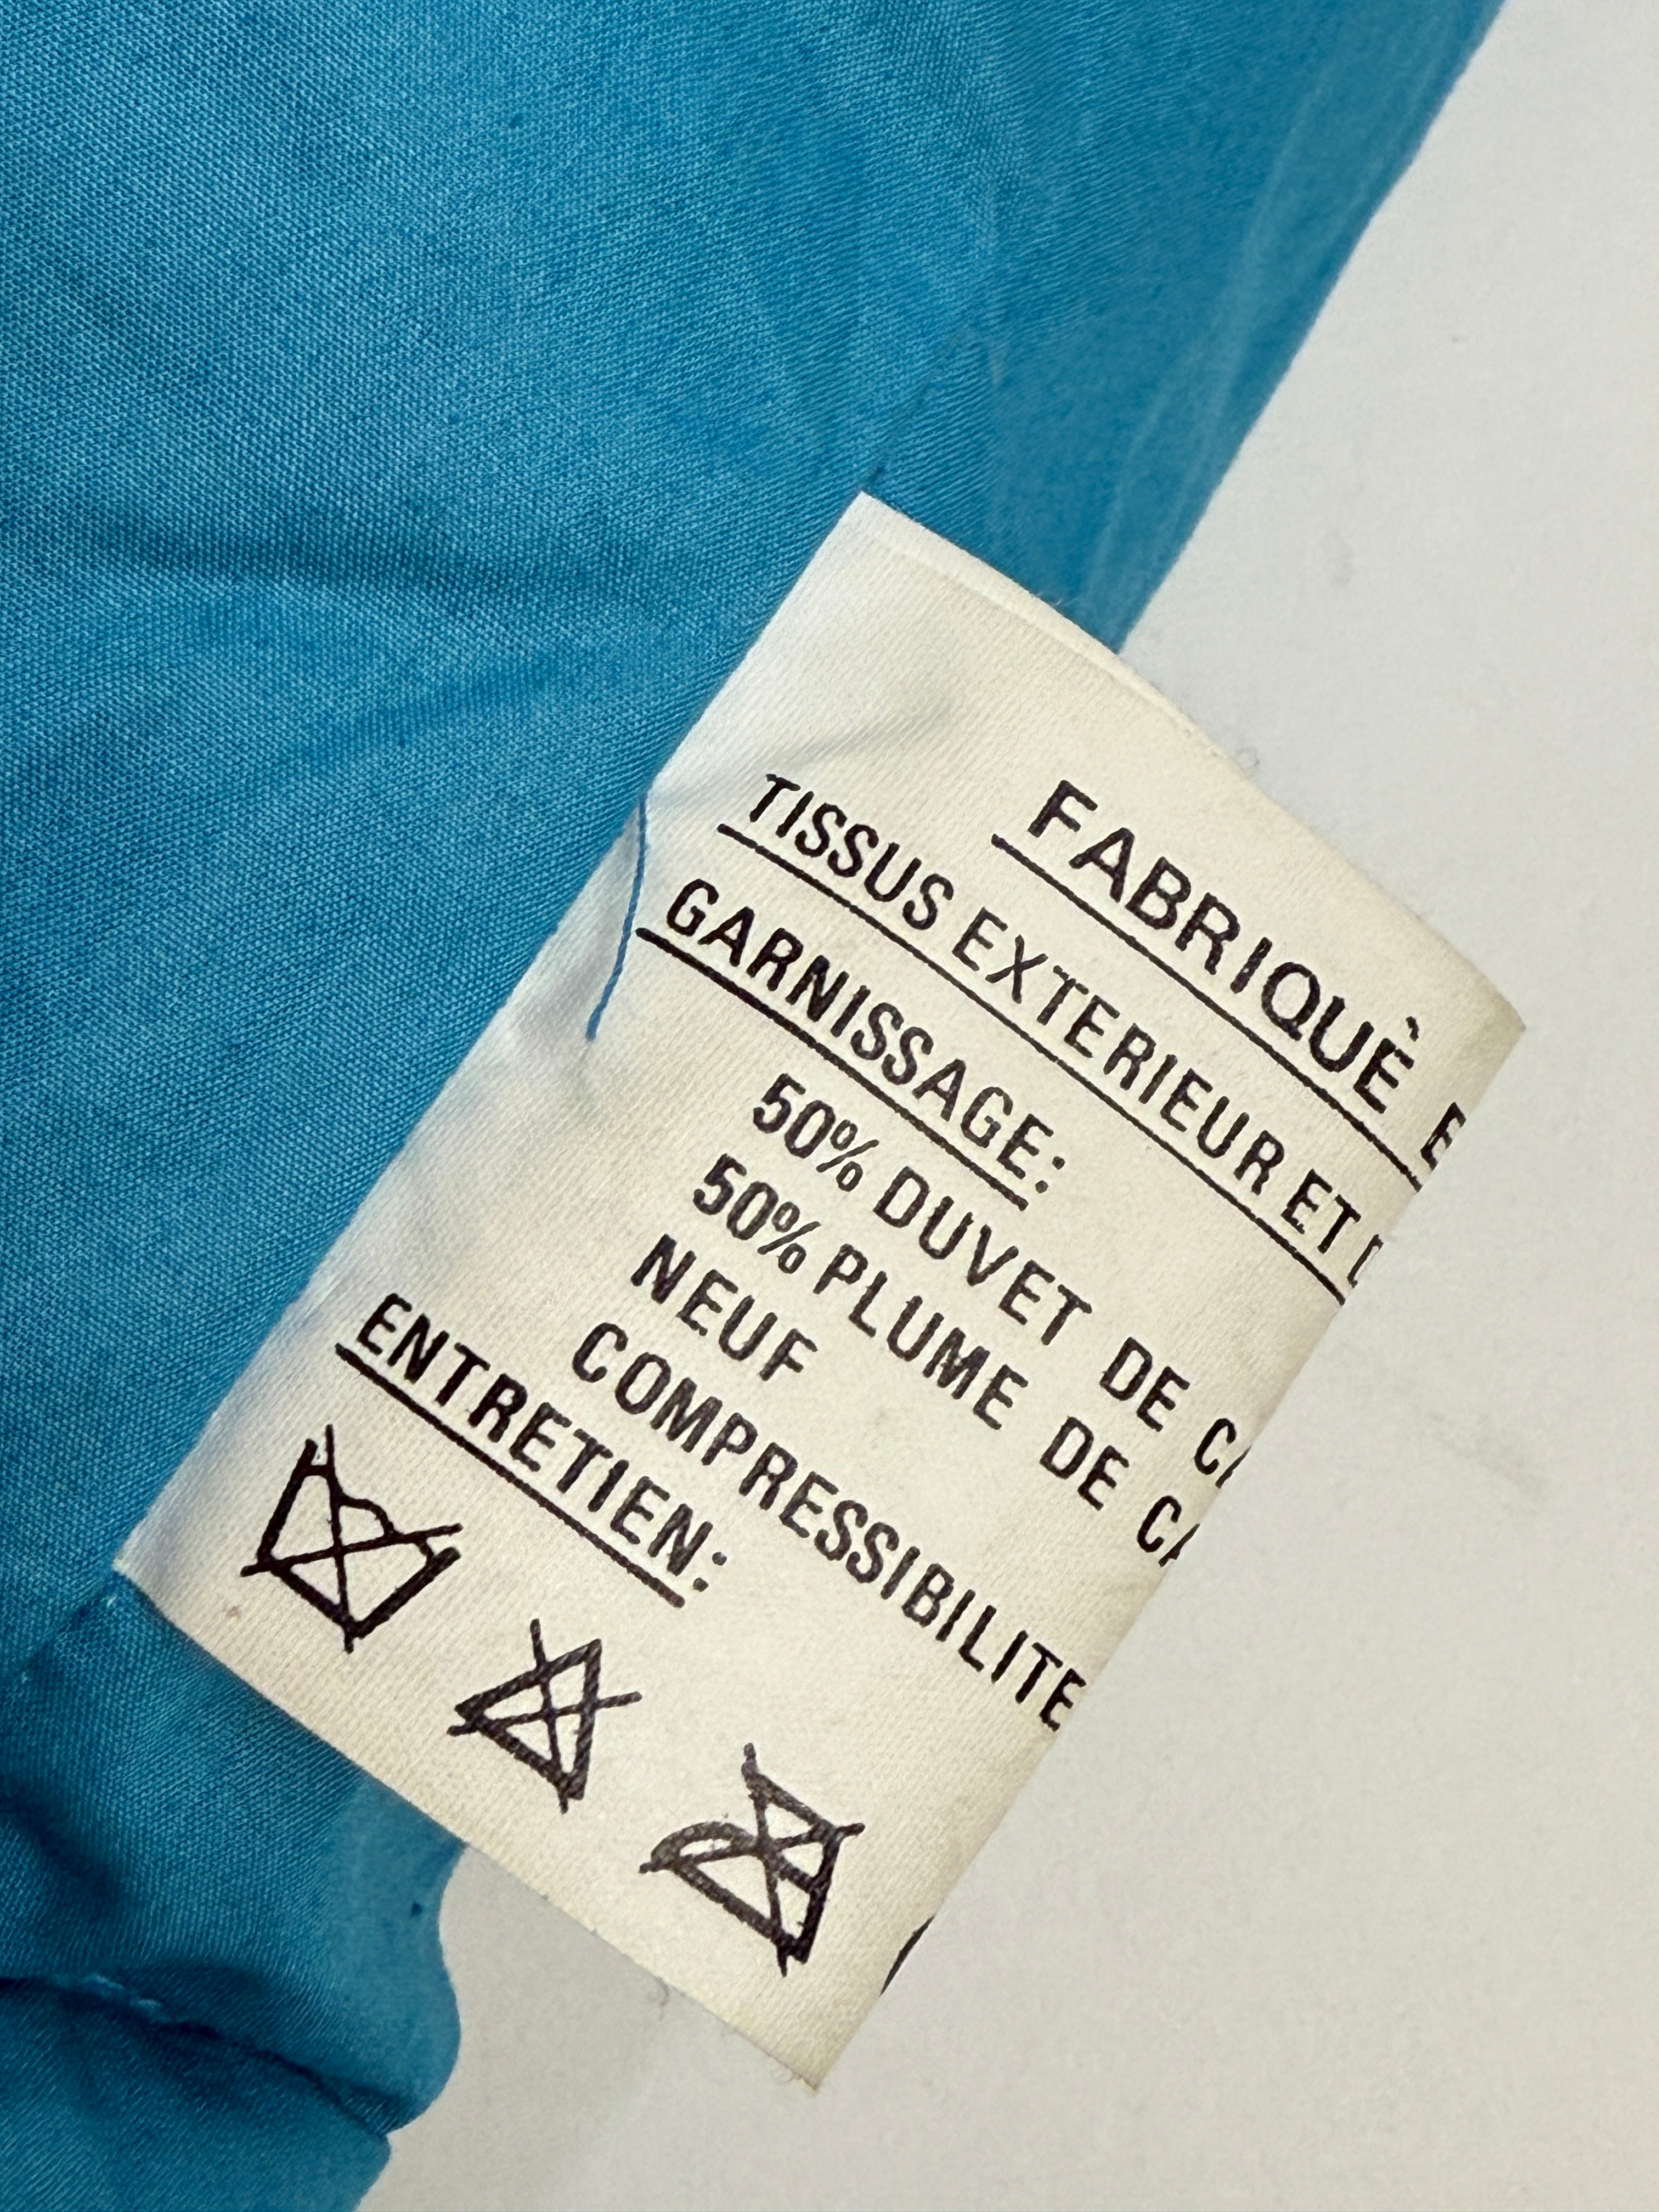 FABRIQUÈ
TISSUS EXTERIEUR ET
GARNISSAGE:
50% DUVET DE
50% PLUME DE
NEUF
COMPRESSIBILITE
ENTRETIEN: